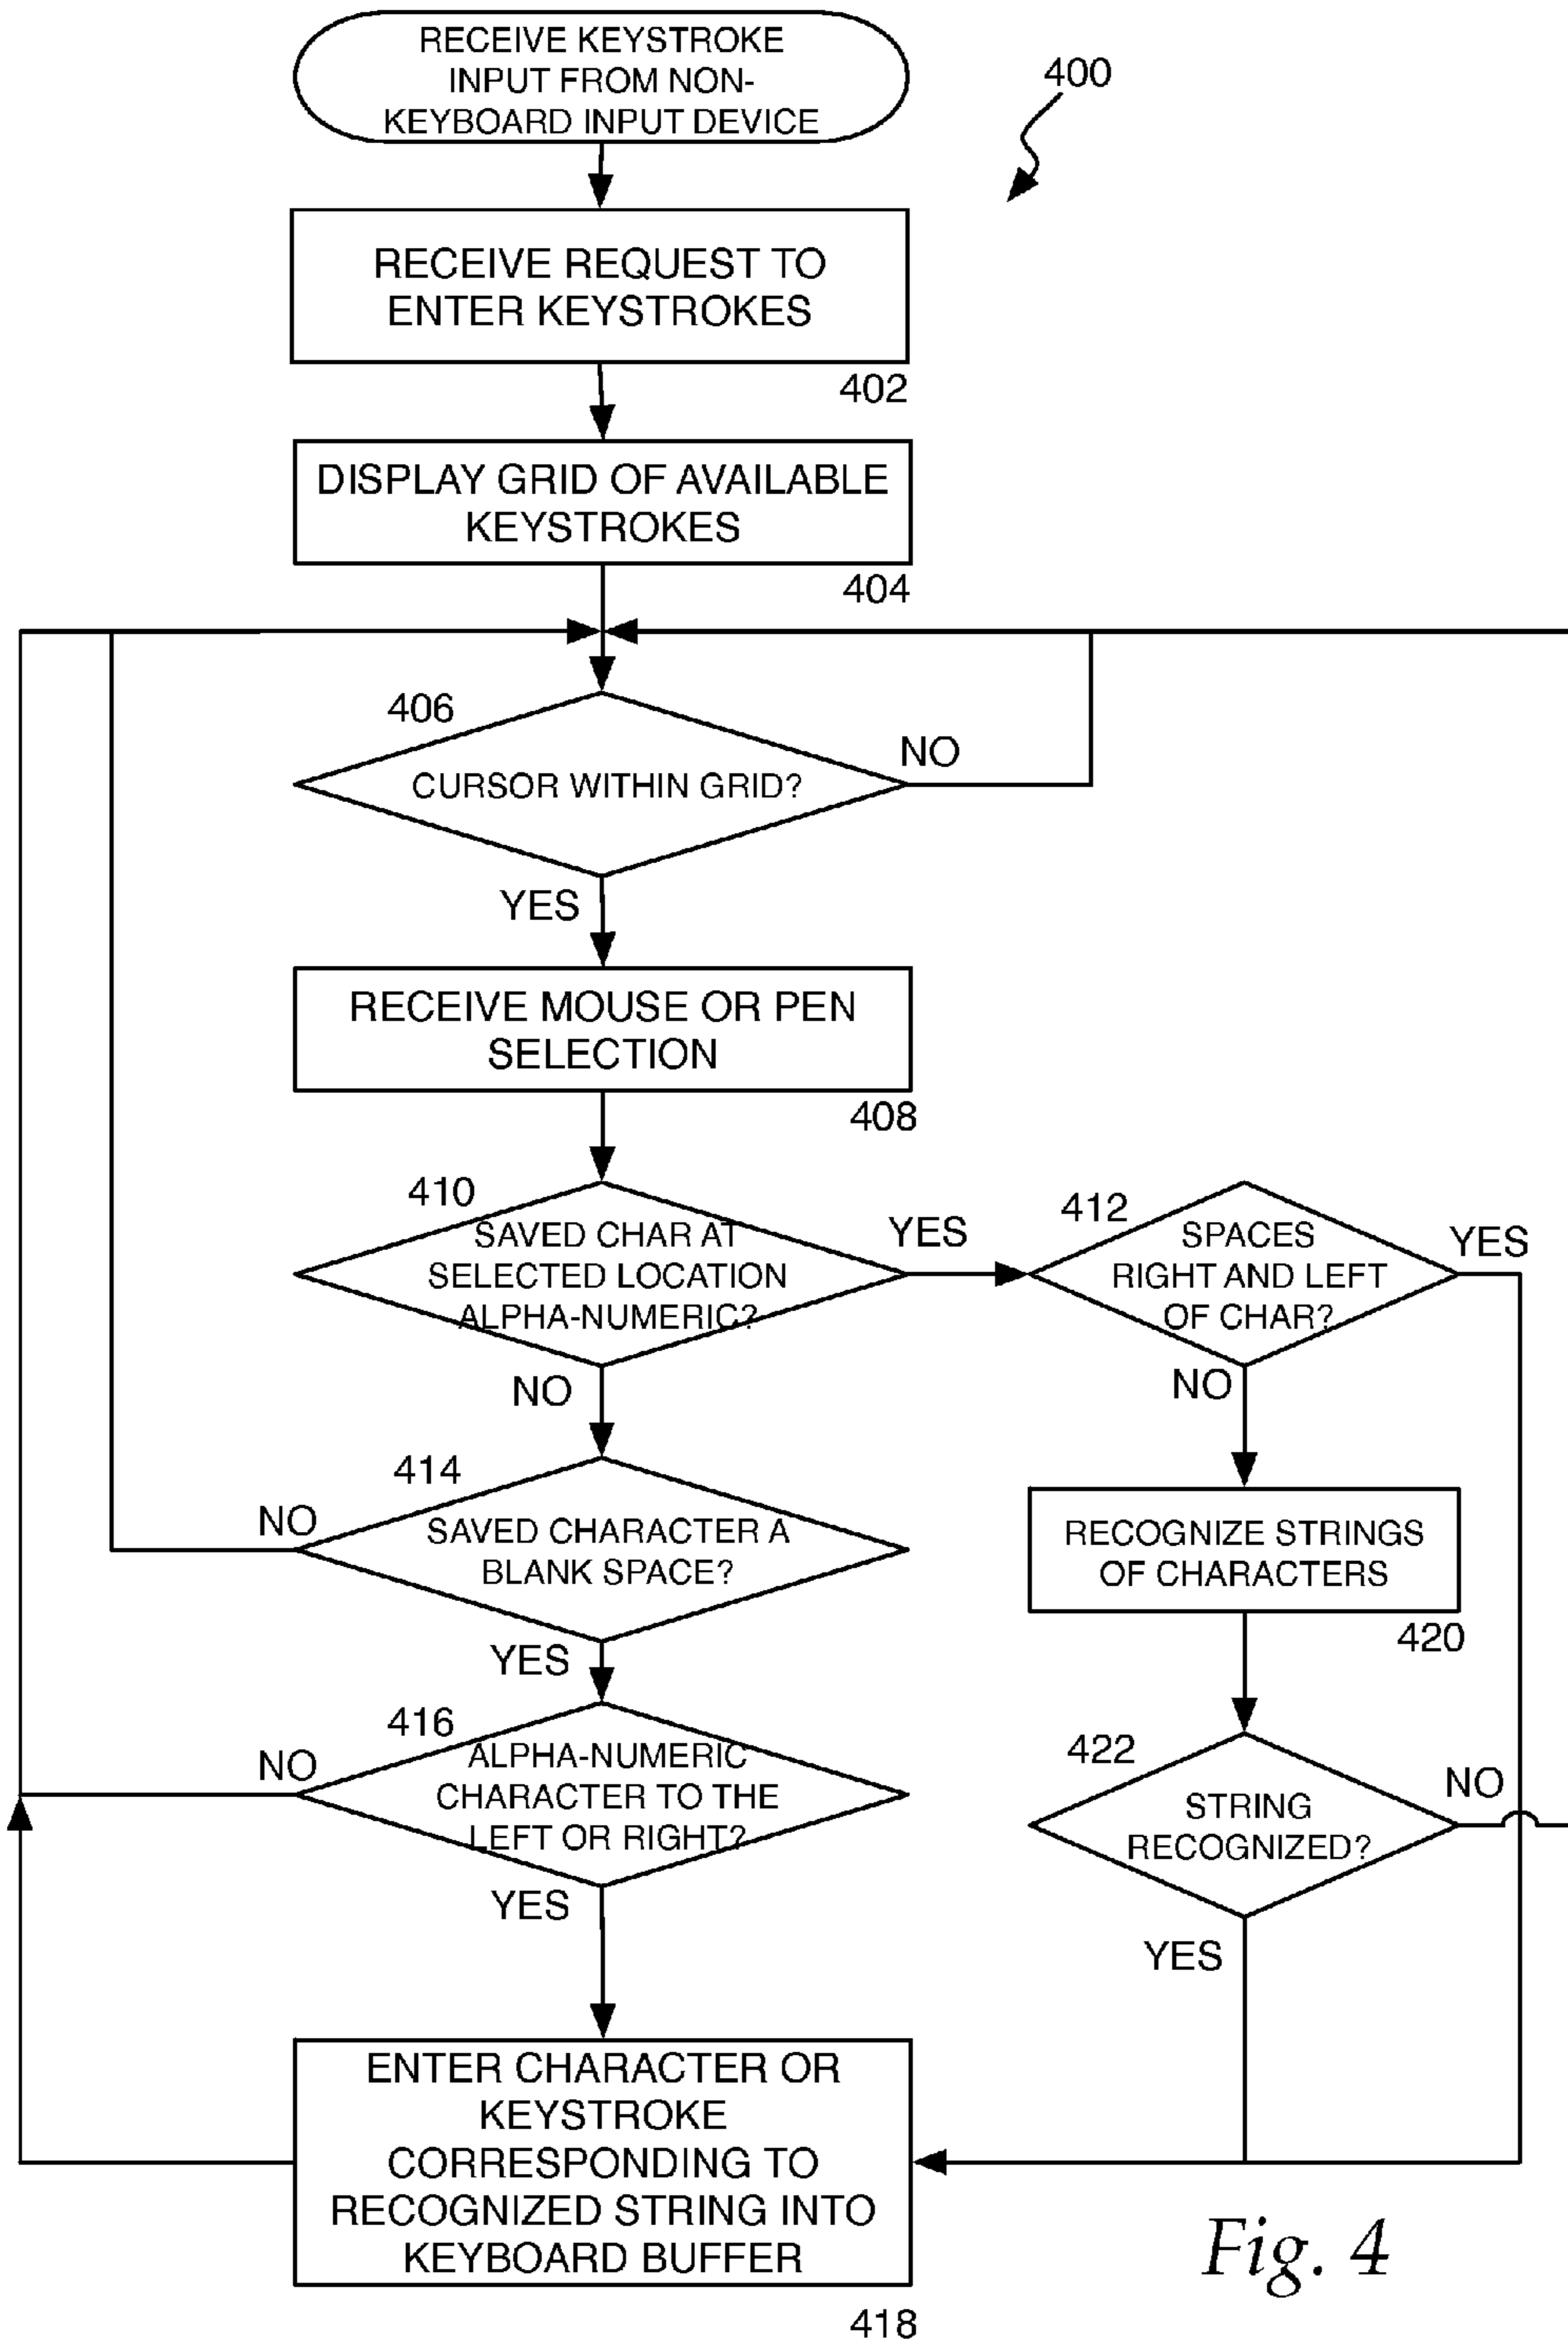 RECEIVE KEYSTROKE
INPUT FROM NON-
KEYBOARD INPUT DEVICE
400
RECEIVE REQUEST TO
ENTER KEYSTROKES
402
DISPLAY GRID OF AVAILABLE
KEYSTROKES
404
406
CURSOR WITHIN GRID?
NO
YES
RECEIVE MOUSE OR PEN
SELECTION
408
410
SAVED CHAR AT
SELECTED LOCATION
ALPHA-NUMERIC?
YES
NO
412
SPACES
RIGHT AND LEFT
OF CHAR?
YES
NO
414
SAVED CHARACTER A
BLANK SPACE?
NO
YES
RECOGNIZE STRINGS
OF CHARACTERS
420
416
ALPHA-NUMERIC
CHARACTER TO THE
LEFT OR RIGHT?
NO
YES
422
STRING
RECOGNIZED?
NO
YES
ENTER CHARACTER OR
KEYSTROKE
CORRESPONDING TO
RECOGNIZED STRING INTO
KEYBOARD BUFFER
418
Fig. 4